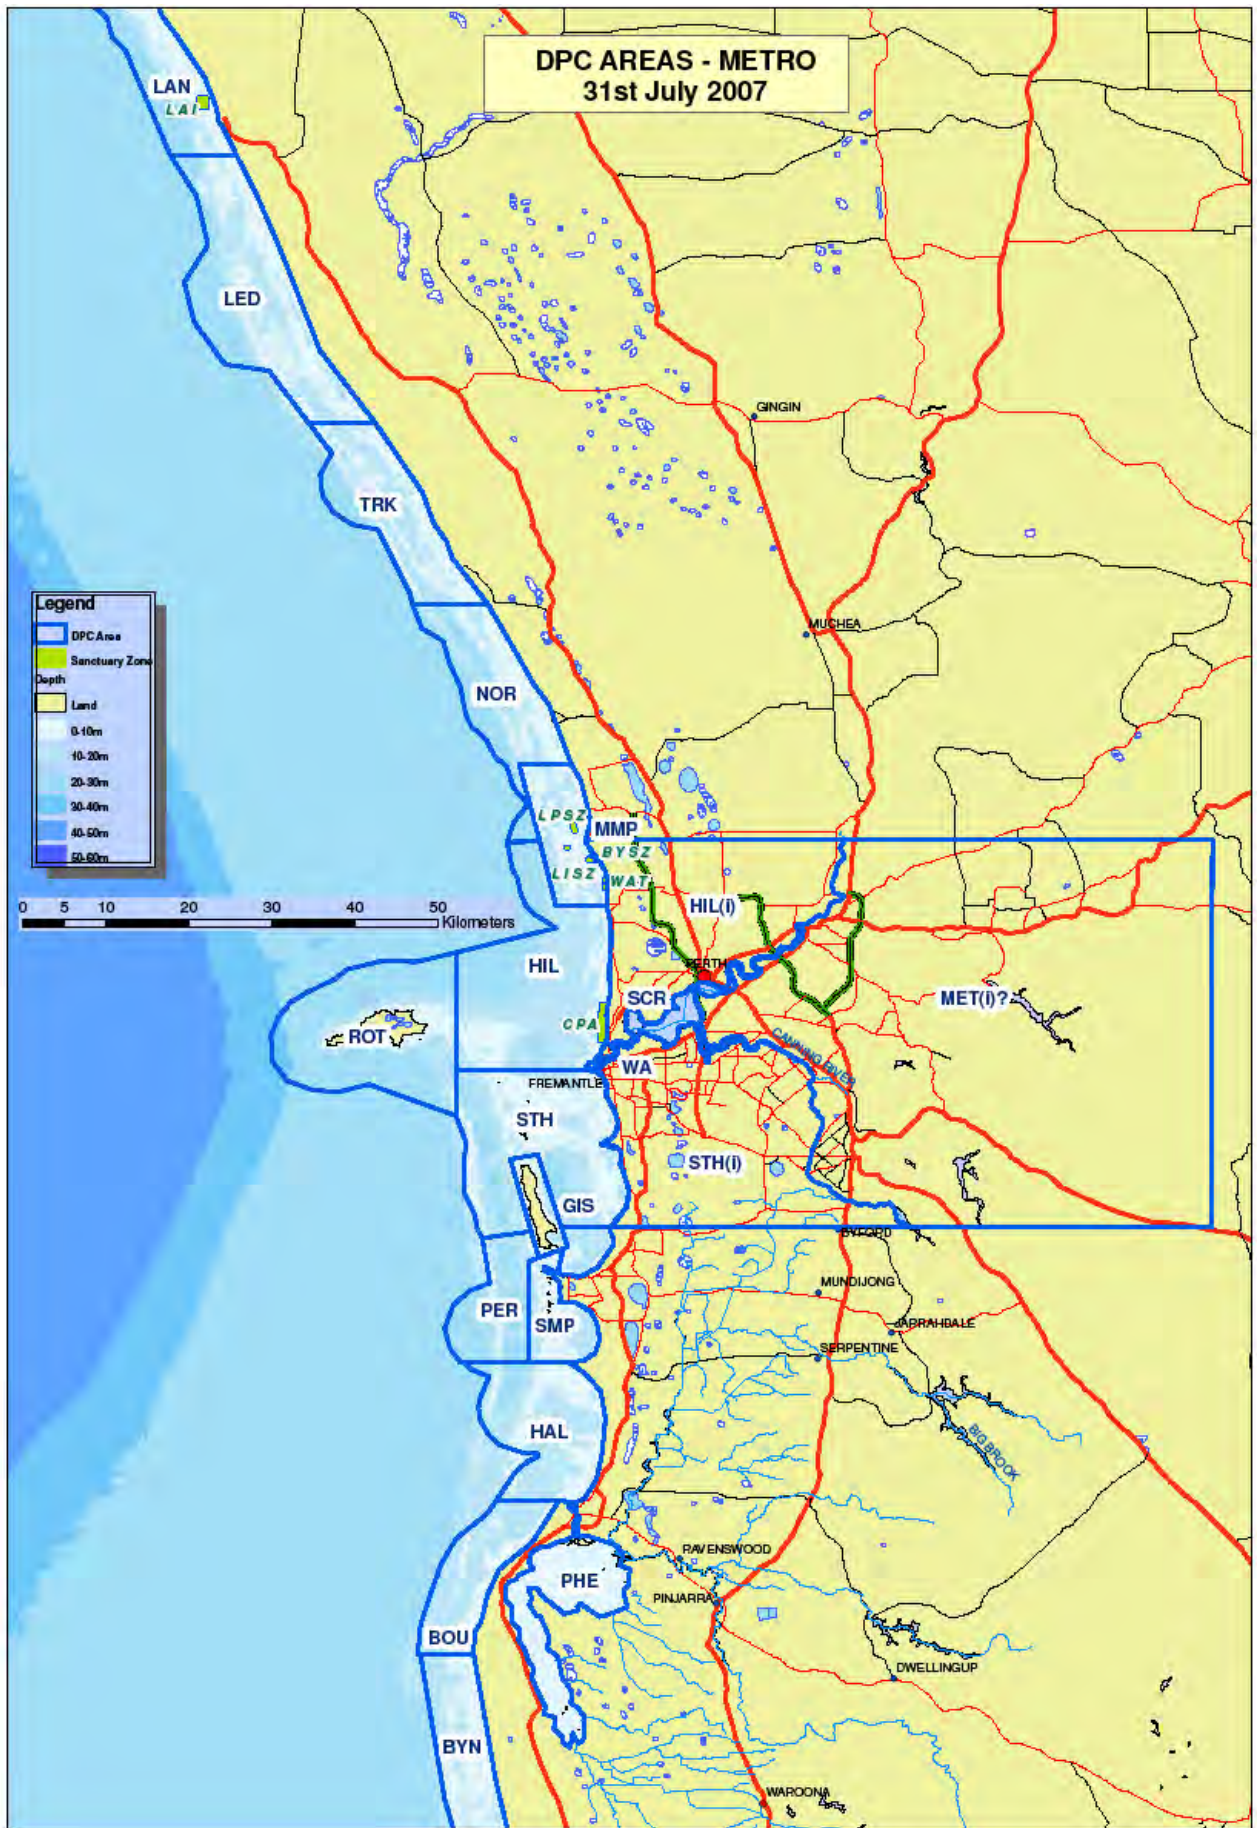 DPC AREAS - METRO
31st July 2007
LAN
LAI
LED
GINGIN
TRK
Legend
DPC Area
Sanctuary Zone
Depth
Land
0-10m
10-20m
20-30m
30-40m
40-50m
50-60m
MUCHEA
NOR
LPSZ
MMP
BYSZ
LISZ
WAT
0 5 10 20 30 40 50
Kilometers
HIL(i)
HIL
PERTH
SCR
MET(i)?
CPA
ROT
CANNING RIVER
WA
FREMANTLE
STH
STH(i)
GIS
BYFORD
MUNDIJONG
PER
SMP
JARRAHDALE
SERPENTINE
HAL
BIG BROOK
RAVENSWOOD
PHE
PINJARRA
BOU
DWELLINGUP
BYN
WAROONA